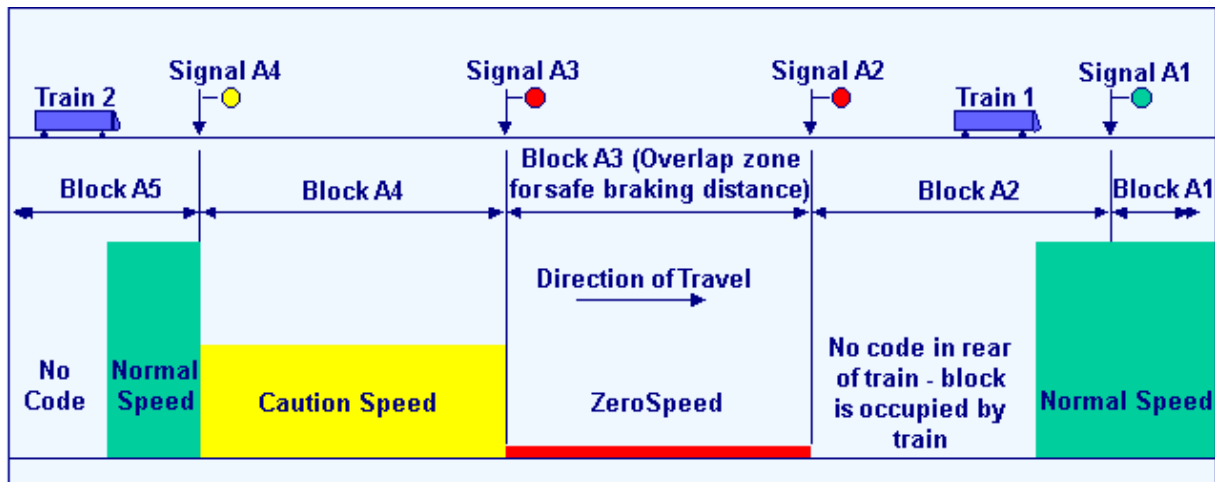 Signal A4
Signal A3
Signal A2
Signal A1
Train 2
Train 1
Block A5
Block A4
Block A3 (Overlap zone
forsafe braking distance)
Block A2
Block A1
Direction of Travel
No
Code
Normal
Speed
Caution Speed
ZeroSpeed
No code in rear
of train - block
is occupied by
train
Normal Speed